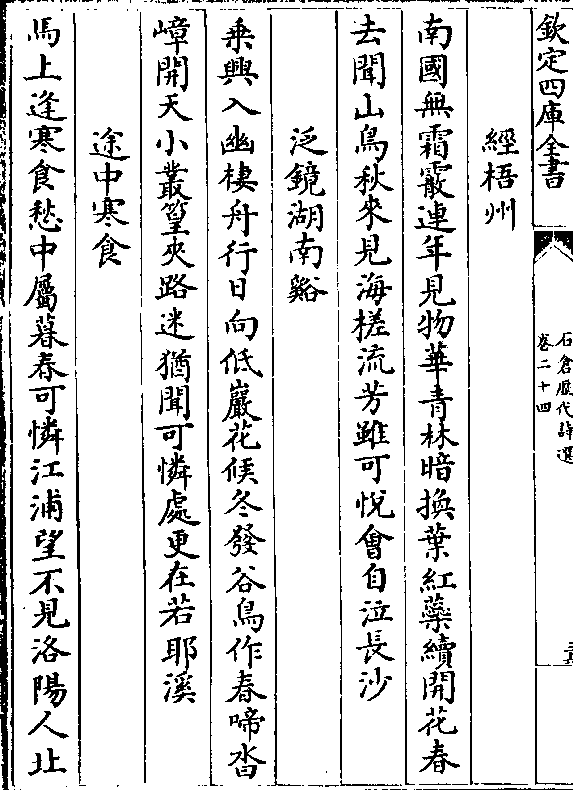 欽定四庫全書
石倉歷代詩選
卷二十四
經梧州
南國無霜霰連年見物華青林暗換葉紅蘂續開花春
去聞山鳥秋來見海槎流芳雖可悅會自泣長沙
泛鏡湖南谿
乘興入幽棲舟行日向低巖花候冬發谷鳥作春啼沓
嶂開天小叢篁夾路迷猶聞可憐處更在若耶溪
途中寒食
馬上逢寒食愁中屬暮春可憐江浦望不見洛陽人北